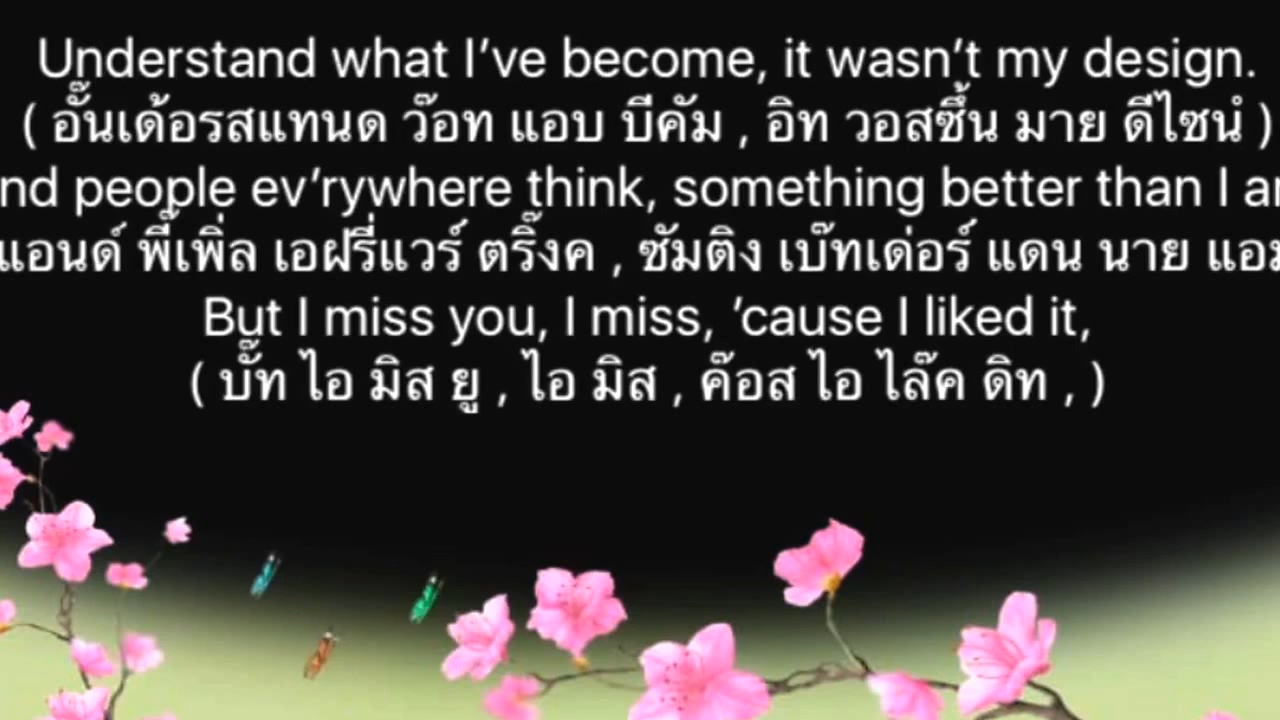 Understand what I’ve become, it wasn’t my design.
( อั๊นเด้อรสแทนด ว๊อท แอบ บีคัม , อิท วอสซึ้น มาย ดีไซน์ )
nd people ev’rywhere think, something better than I a
แอนด์ พี๊เพิ่ล เอฝรี่แวร์ ตริ๊งค , ซัมติง เบ๊ทเด่อร์ แดน นาย แอม
But I miss you, I miss, ’cause I liked it,
( บั๊ท ไอ มิส ยู , ไอ มิส , ค๊อส ไอ ไล๊ค ดิท , )